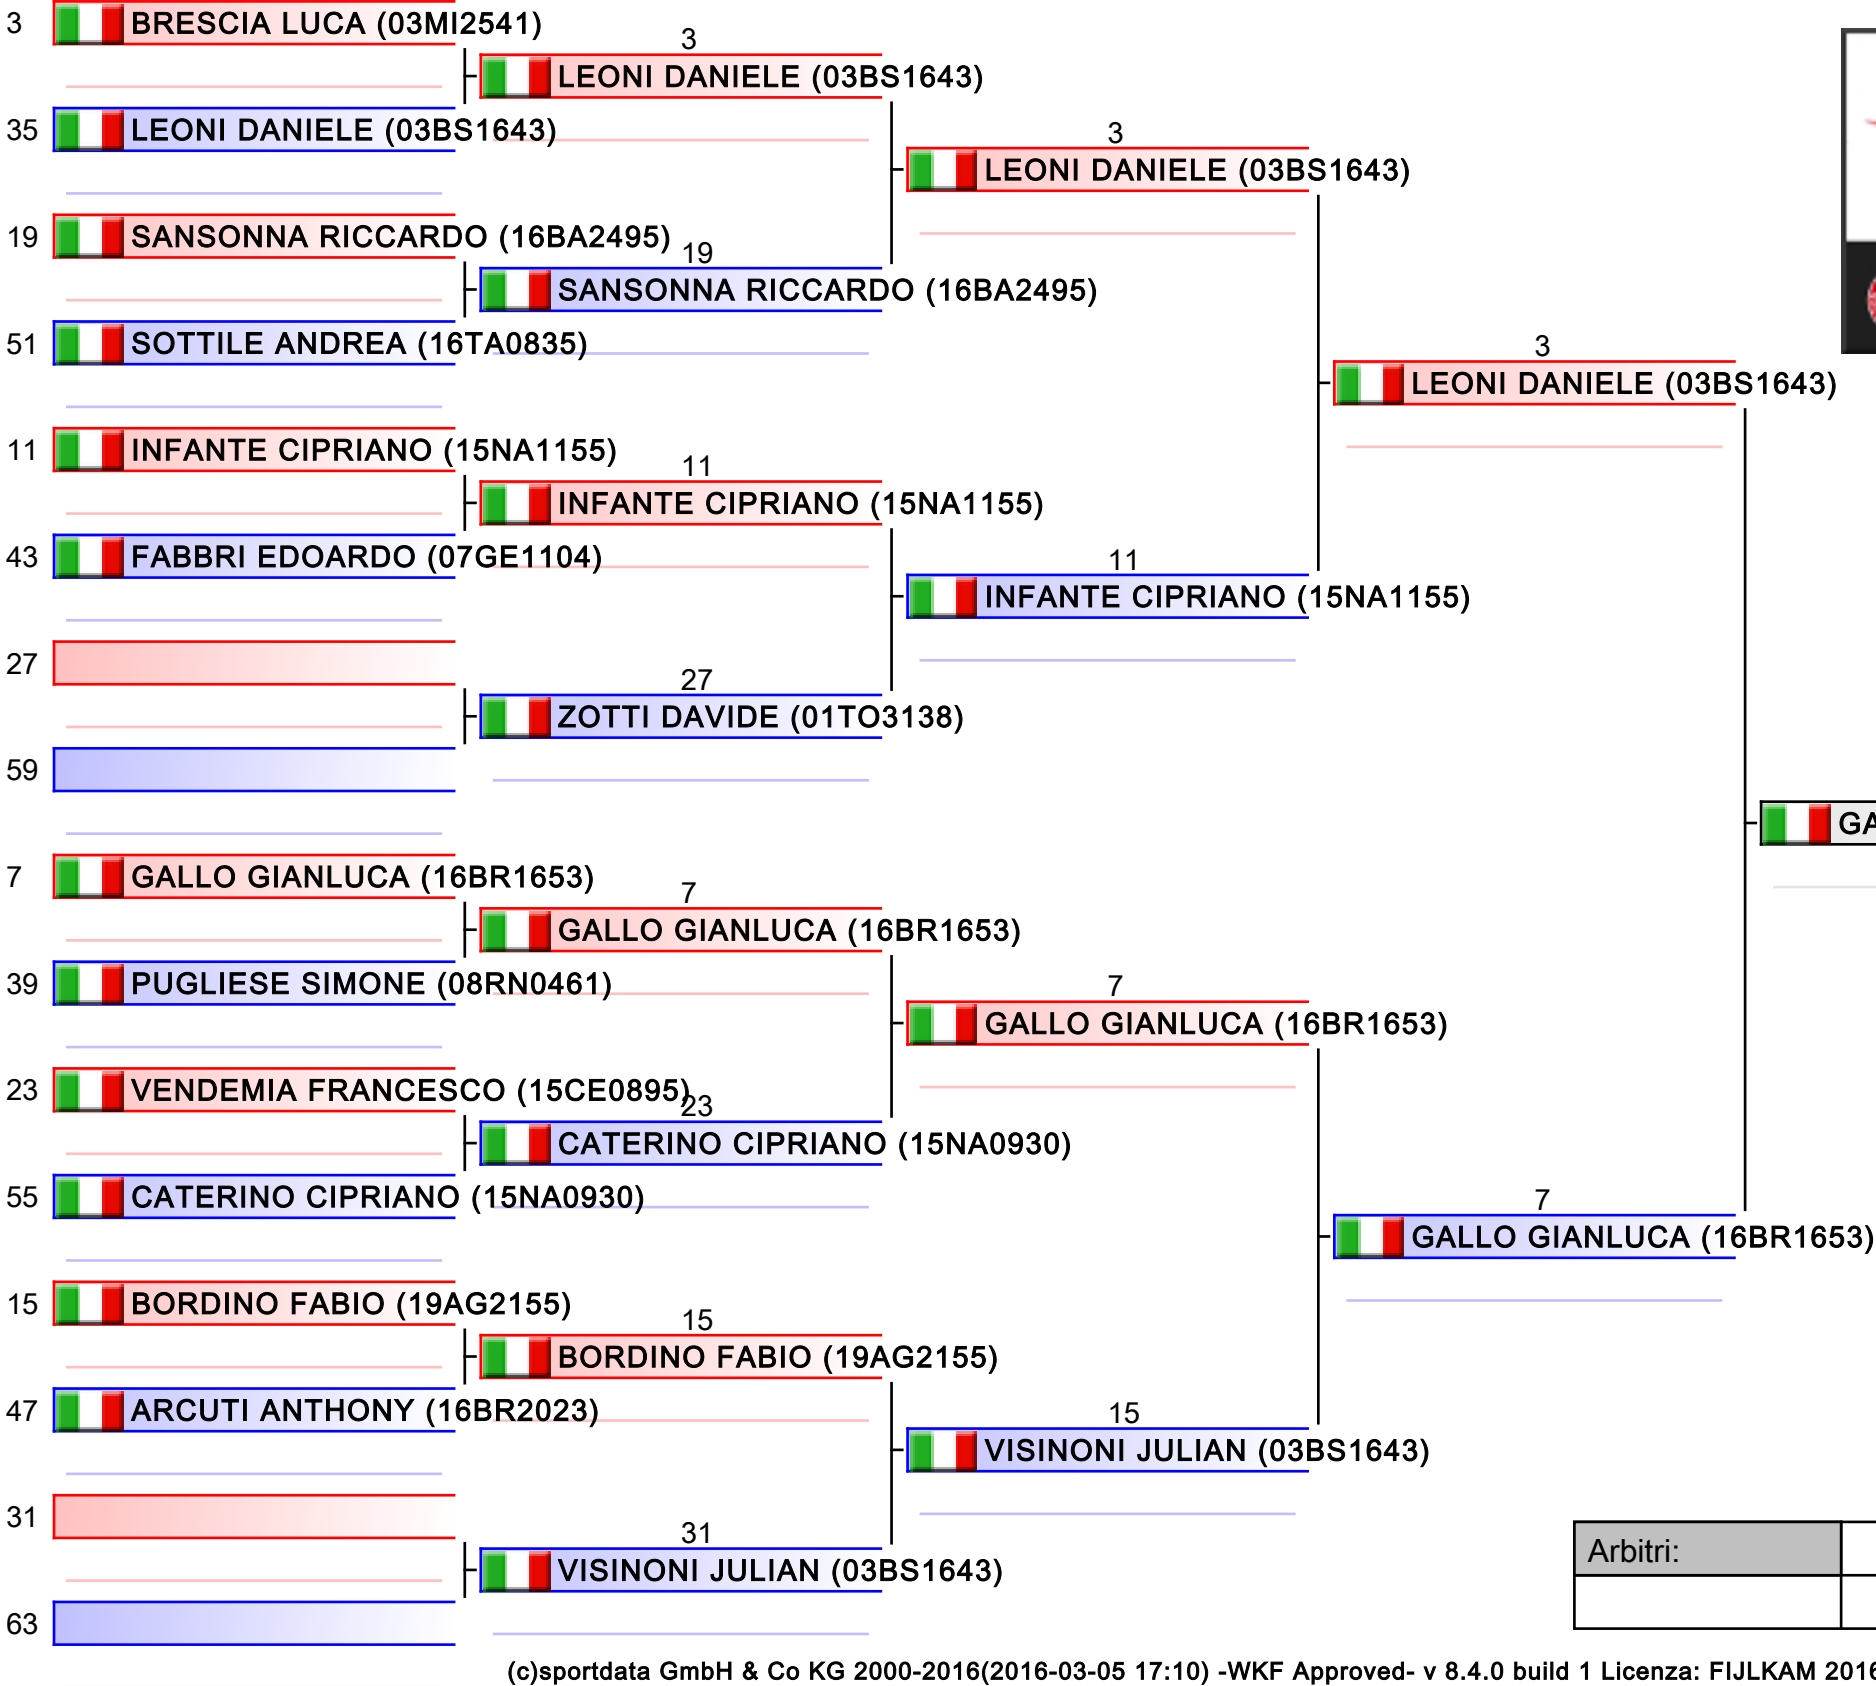 3 BRESCIA LUCA (03MI2541)
35 LEONI DANIELE (03BS1643)
19 SANSONNA RICCARDO (16BA2495)
51 SOTTILE ANDREA (16TA0835)
11 INFANTE CIPRIANO (15NA1155)
43 FABBRI EDOARDO (07GE1104)
27
59
7 GALLO GIANLUCA (16BR1653)
39 PUGLIESE SIMONE (08RN0461)
23 VENDEMIA FRANCESCO (15CE0895)
55 CATERINO CIPRIANO (15NA0930)
15 BORDINO FABIO (19AG2155)
47 ARCUTI ANTHONY (16BR2023)
31
63
3
LEONI DANIELE (03BS1643)
19
SANSONNA RICCARDO (16BA2495)
11
INFANTE CIPRIANO (15NA1155)
27
ZOTTI DAVIDE (01TO3138)
7
GALLO GIANLUCA (16BR1653)
23
CATERINO CIPRIANO (15NA0930)
15
BORDINO FABIO (19AG2155)
31
VISINONI JULIAN (03BS1643)
3
LEONI DANIELE (03BS1643)
11
INFANTE CIPRIANO (15NA1155)
7
GALLO GIANLUCA (16BR1653)
15
VISINONI JULIAN (03BS1643)
3
LEONI DANIELE (03BS1643)
7
GALLO GIANLUCA (16BR1653)
Arbitri:
(c)sportdata GmbH & Co KG 2000-2016(2016-03-05 17:10) -WKF Approved- v 8.4.0 build 1 Licenza: FIJLKAM 2016